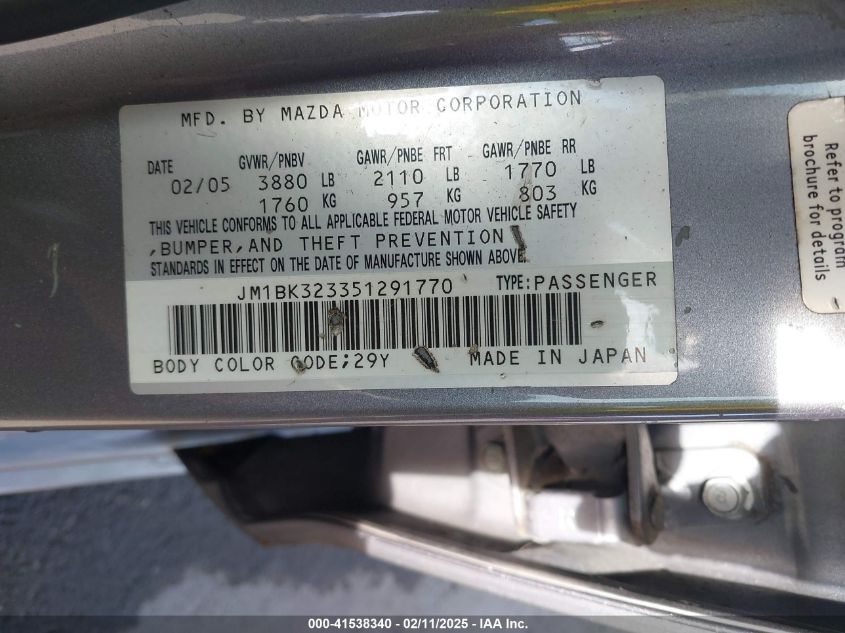 MFD. BY MAZDA MOTOR CORPORATION
DATE GVWR/PNBV GAWR/PNBE FRT GAWR/PNBE RR
02/05 3880 LB 2110 LB 1770 LB
1760 KG 957 KG 803 KG
THIS VEHICLE CONFORMS TO ALL APPLICABLE FEDERAL MOTOR VEHICLE SAFETY
,BUMPER,AND THEFT PREVENTION
STANDARDS IN EFFECT ON THE DATE OF MANUFACTURE SHOWN ABOVE.
JM1BK323351291770 TYPE:PASSENGER
BODY COLOR CODE;29Y MADE IN JAPAN
Refer to program
brochure for details
000-41538340 - 02/11/2025 - IAA Inc.